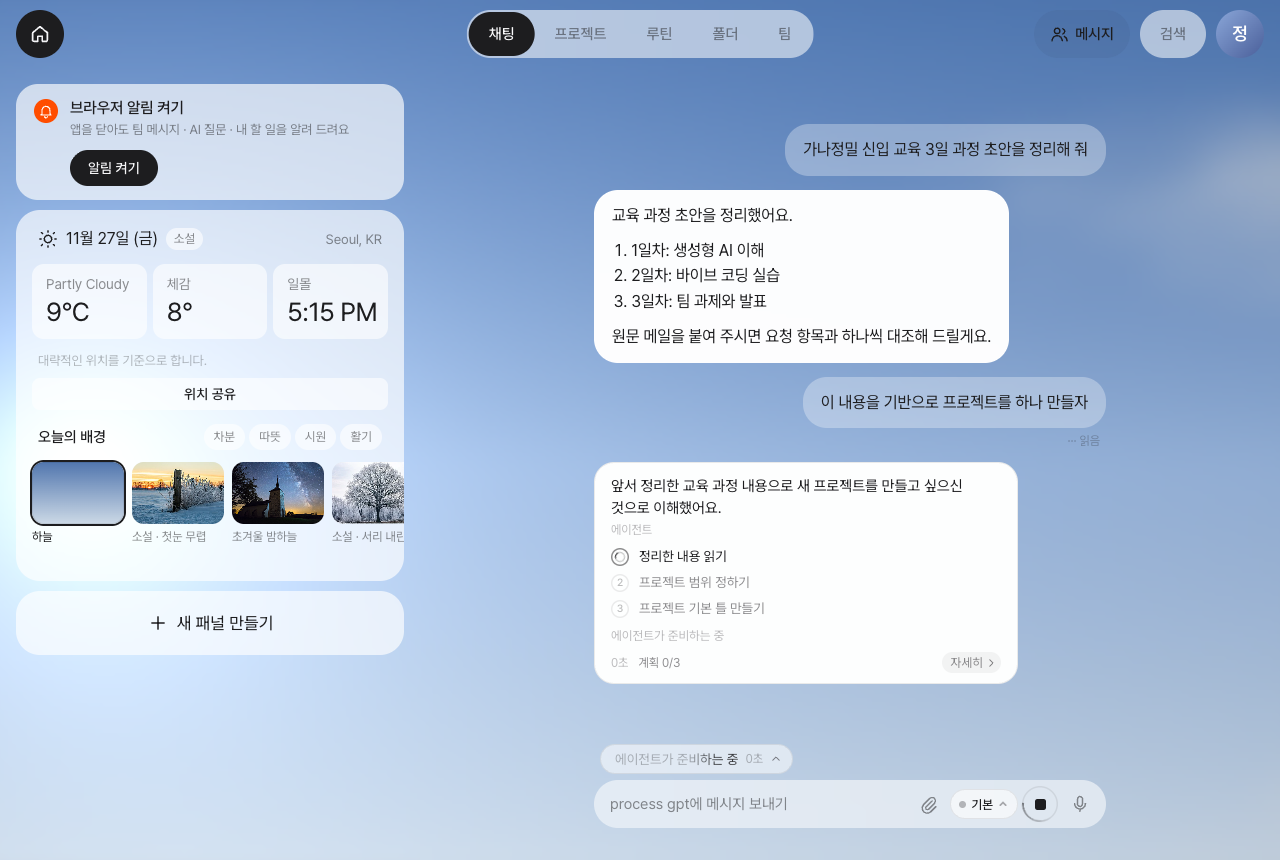 채팅
프로젝트
루틴
폴더
팀
메시지
검색
정
브라우저 알림 켜기
앱을 닫아도 팀 메시지 · AI 질문 · 내 할 일을 알려 드려요
알림 켜기
11월 27일 (금)
소설
Seoul, KR
Partly Cloudy
9°C
체감
8°
일몰
5:15 PM
대략적인 위치를 기준으로 합니다.
위치 공유
오늘의 배경
차분
따뜻
시원
활기
하늘
소설 · 첫눈 무렵
초겨울 밤하늘
소설 · 서리 내린
새 패널 만들기
가나정밀 신입 교육 3일 과정 초안을 정리해 줘
교육 과정 초안을 정리했어요.
1. 1일차: 생성형 AI 이해
2. 2일차: 바이브 코딩 실습
3. 3일차: 팀 과제와 발표
원문 메일을 붙여 주시면 요청 항목과 하나씩 대조해 드릴게요.
이 내용을 기반으로 프로젝트를 하나 만들자
··· 읽음
앞서 정리한 교육 과정 내용으로 새 프로젝트를 만들고 싶으신
것으로 이해했어요.
에이전트
정리한 내용 읽기
2 프로젝트 범위 정하기
3 프로젝트 기본 틀 만들기
에이전트가 준비하는 중
0초 계획 0/3
자세히
에이전트가 준비하는 중 0초
process gpt에 메시지 보내기
기본